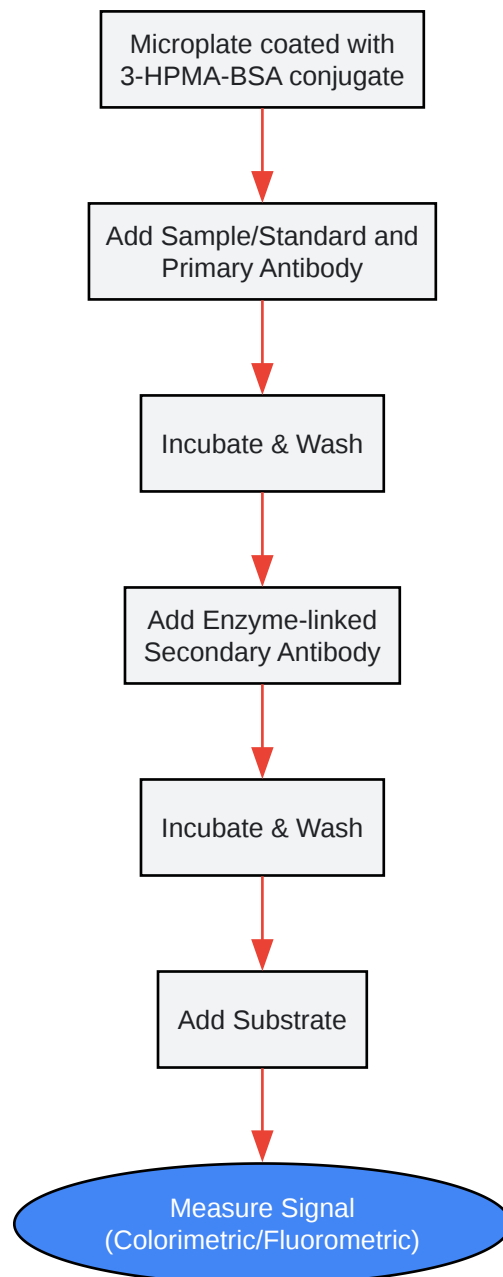 Microplate coated with
3-HPMA-BSA conjugate
Add Sample/Standard and
Primary Antibody
Incubate & Wash
Add Enzyme-linked
Secondary Antibody
Incubate & Wash
Add Substrate
Measure Signal
(Colorimetric/Fluorometric)